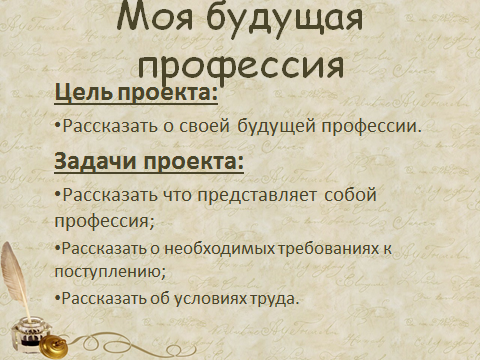 Моя будущая
профессия
Цель проекта:
•Рассказать о своей будущей профессии.
Задачи проекта:
•Рассказать что представляет собой
профессия;
•Рассказать о необходимых требованиях к
поступлению;
•Рассказать об условиях труда.